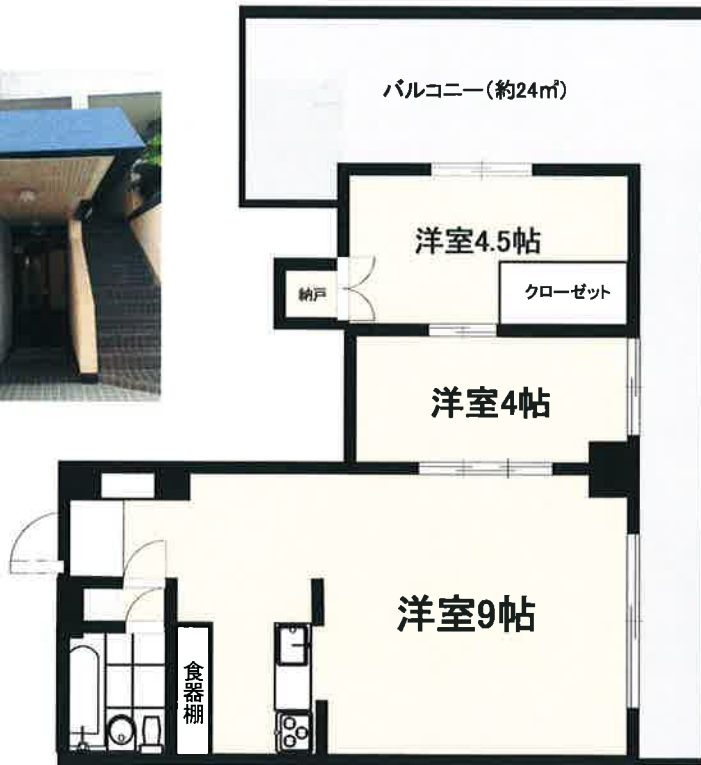 バルコニー(約24㎡)
洋室4.5帖
納戸
クローゼット
洋室4帖
洋室9帖
食器棚